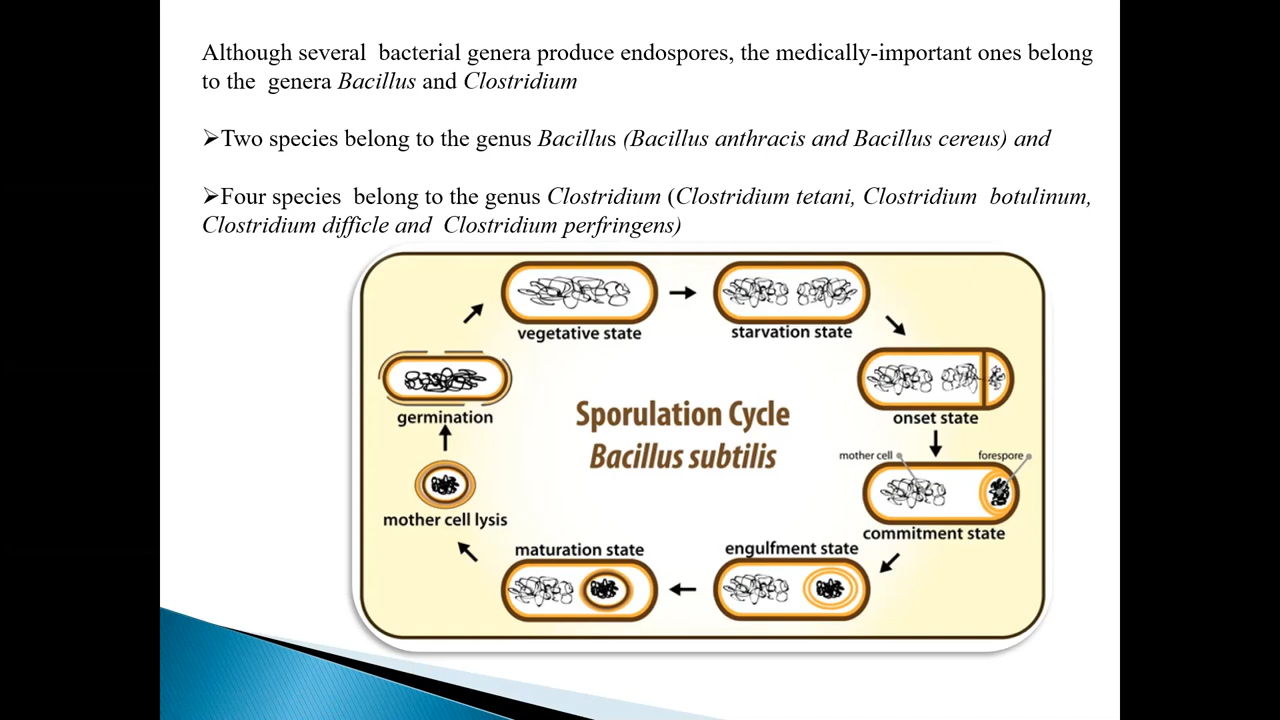 Although several bacterial genera produce endospores, the medically-important ones belong
to the genera Bacillus and Clostridium
➢Two species belong to the genus Bacillus (Bacillus anthracis and Bacillus cereus) and
➢Four species belong to the genus Clostridium (Clostridium tetani, Clostridium botulinum,
Clostridium difficle and Clostridium perfringens)
vegetative state
starvation state
onset state
mother cell
forespore
commitment state
engulfment state
maturation state
mother cell lysis
germination
Sporulation Cycle
Bacillus subtilis